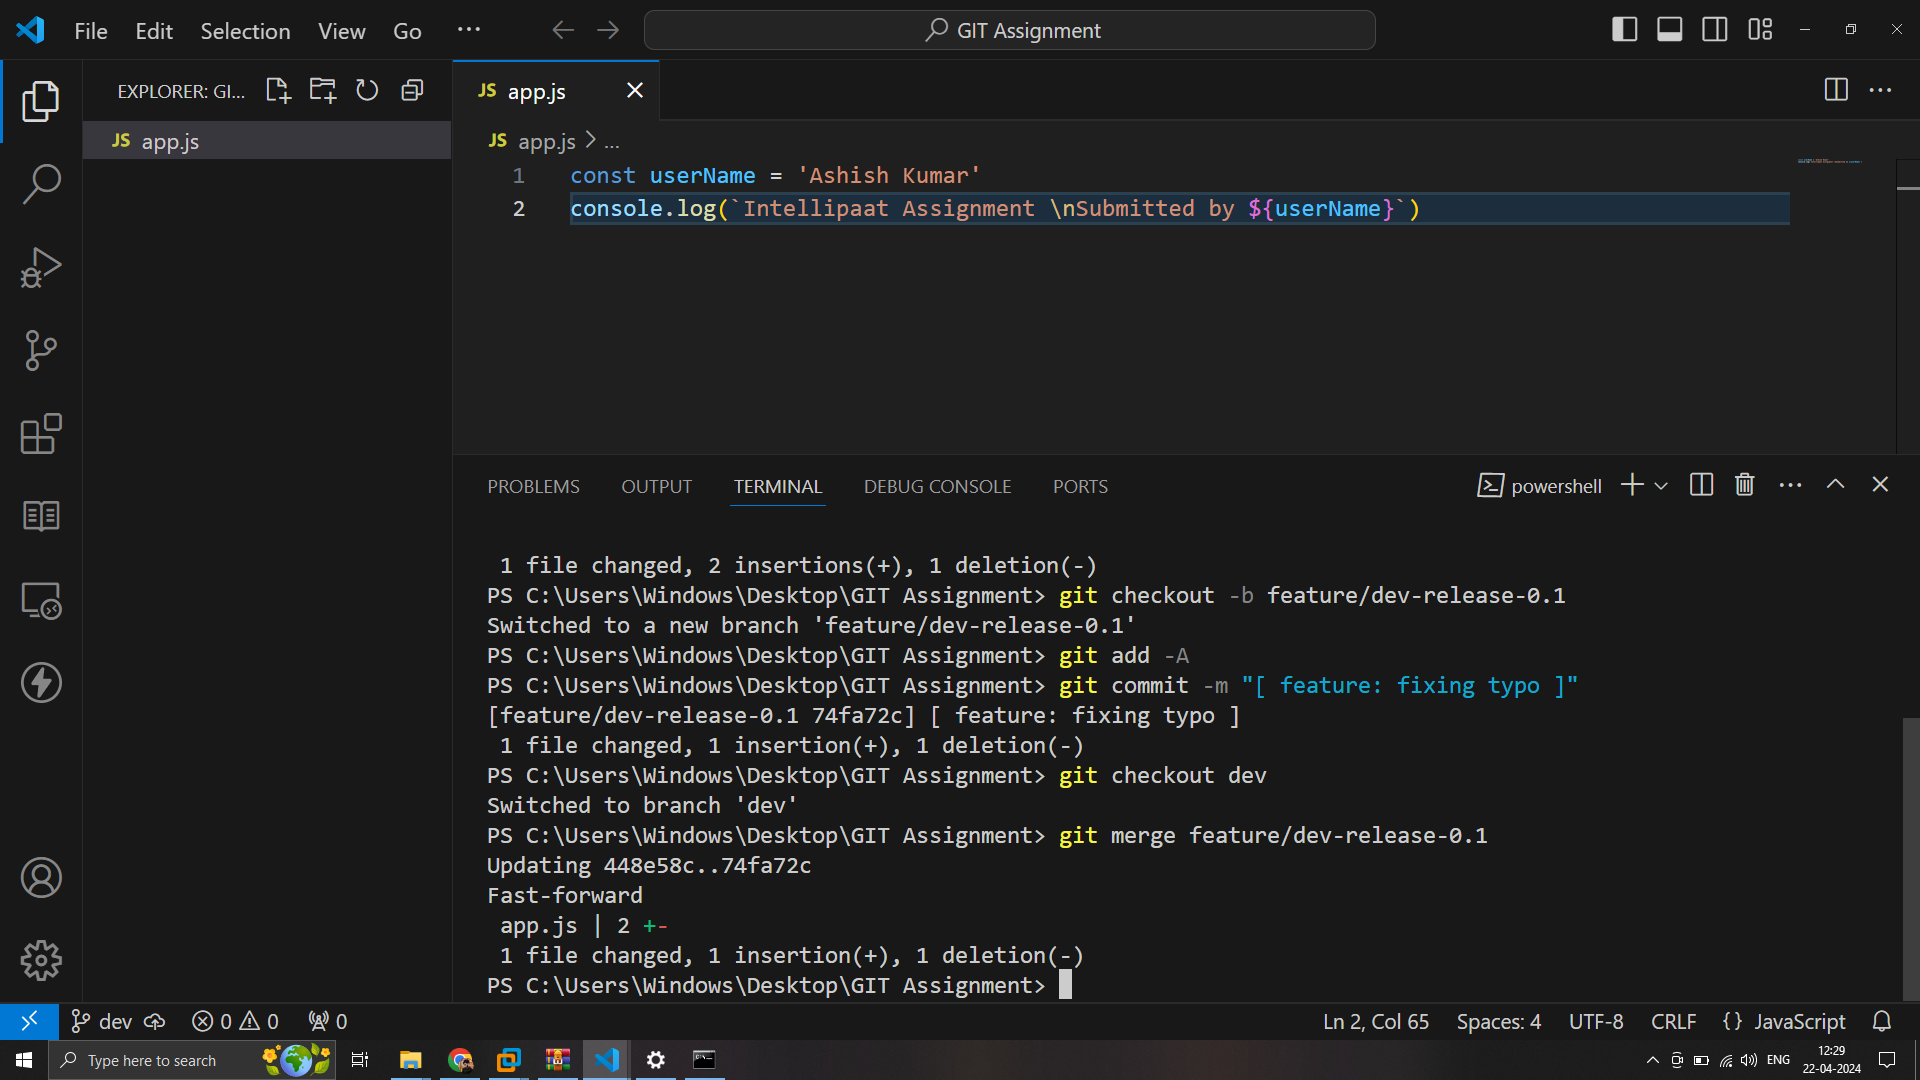 File Edit Selection View Go ... GIT Assignment
EXPLORER: GI...
JS app.js
JS app.js
JS app.js > ...
1 const userName = 'Ashish Kumar'
2 console.log(`Intellipaat Assignment \nSubmitted by ${userName}`)
PROBLEMS OUTPUT TERMINAL DEBUG CONSOLE PORTS powershell
1 file changed, 2 insertions(+), 1 deletion(-)
PS C:\Users\Windows\Desktop\GIT Assignment> git checkout -b feature/dev-release-0.1
Switched to a new branch 'feature/dev-release-0.1'
PS C:\Users\Windows\Desktop\GIT Assignment> git add -A
PS C:\Users\Windows\Desktop\GIT Assignment> git commit -m "[ feature: fixing typo ]"
[feature/dev-release-0.1 74fa72c] [ feature: fixing typo ]
1 file changed, 1 insertion(+), 1 deletion(-)
PS C:\Users\Windows\Desktop\GIT Assignment> git checkout dev
Switched to branch 'dev'
PS C:\Users\Windows\Desktop\GIT Assignment> git merge feature/dev-release-0.1
Updating 448e58c..74fa72c
Fast-forward
app.js | 2 +-
1 file changed, 1 insertion(+), 1 deletion(-)
PS C:\Users\Windows\Desktop\GIT Assignment>
dev 0 0 0 Ln 2, Col 65 Spaces: 4 UTF-8 CRLF {} JavaScript
Type here to search ENG 12:29
22-04-2024